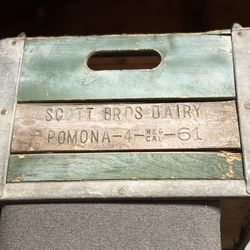 SCOTT BROS DAIRY
POMONA-4-REG CAL-61